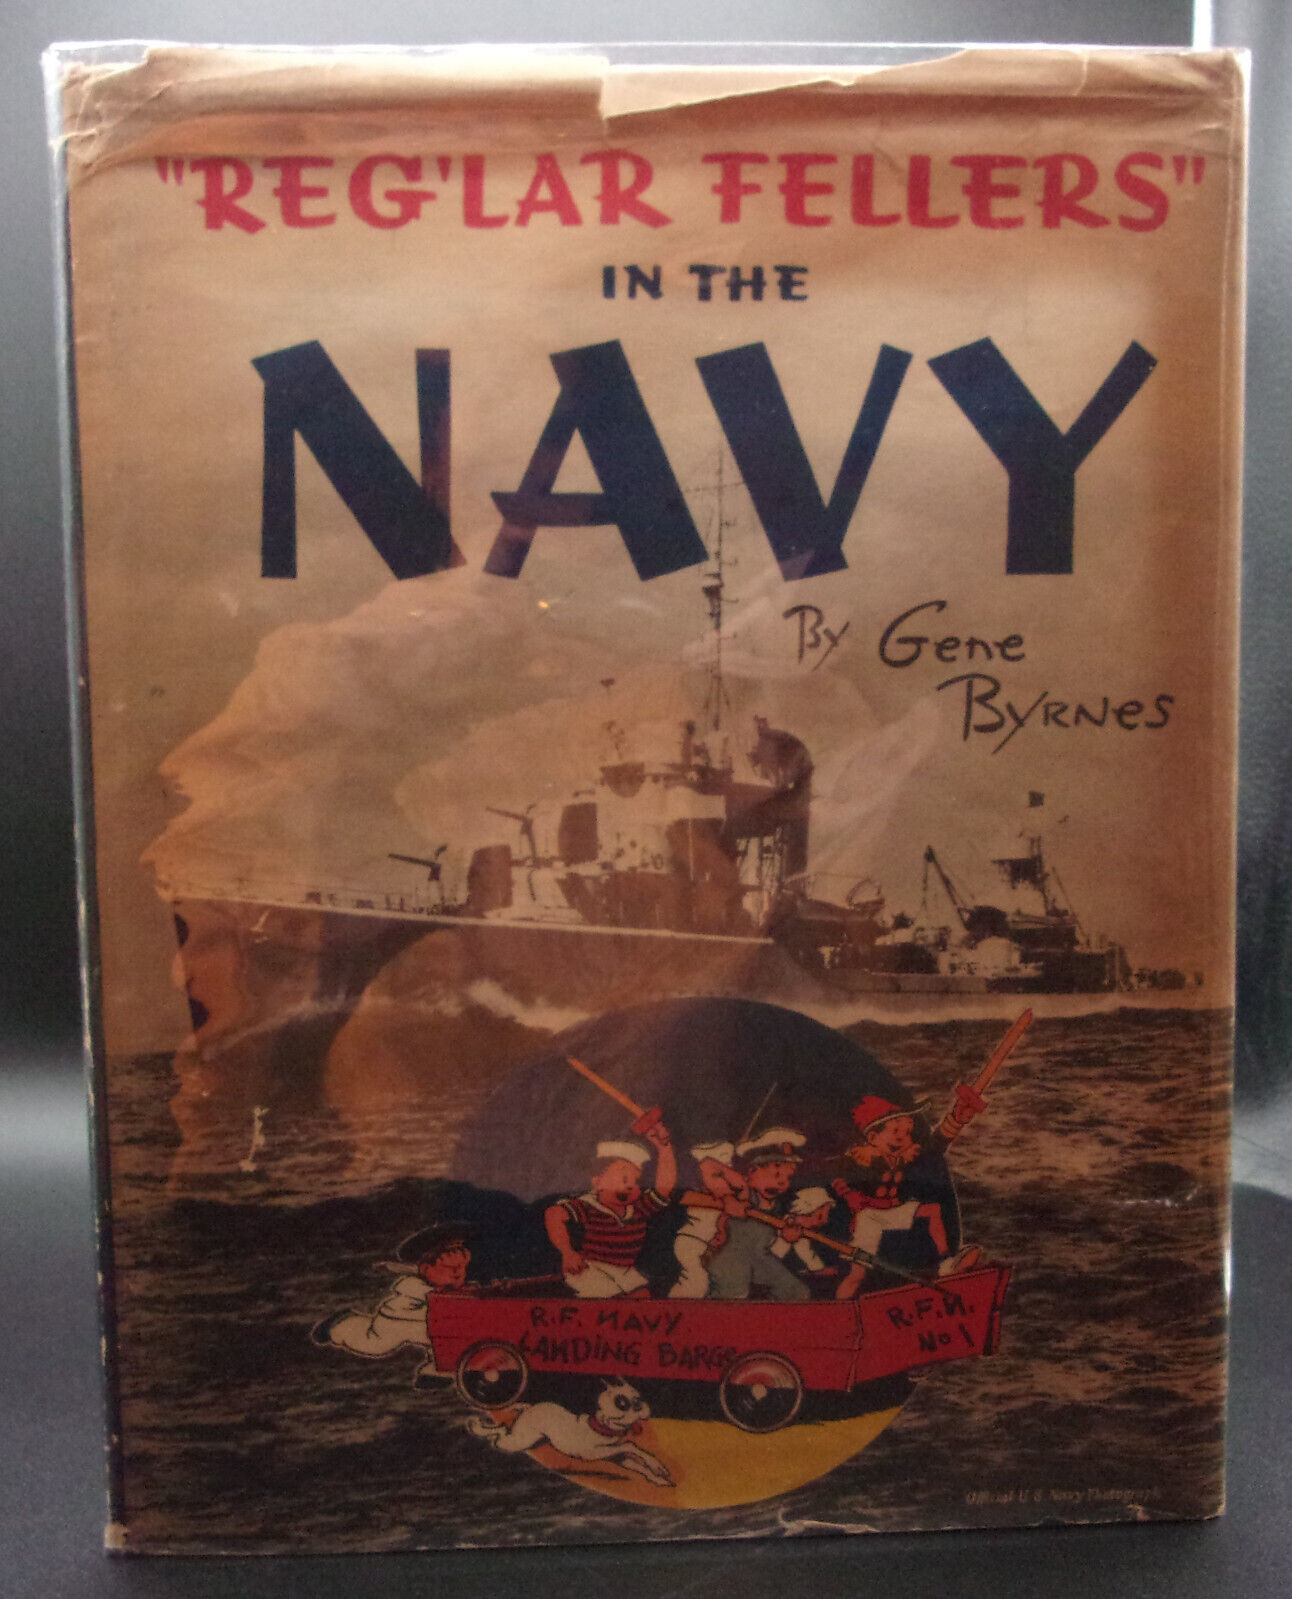 "REG'LAR FELLERS"
IN THE
NAVY
By Gene
Byrnes
R.F. NAVY
LANDING BARGE
R.F.N.
No 1
Official U S Navy Photograph